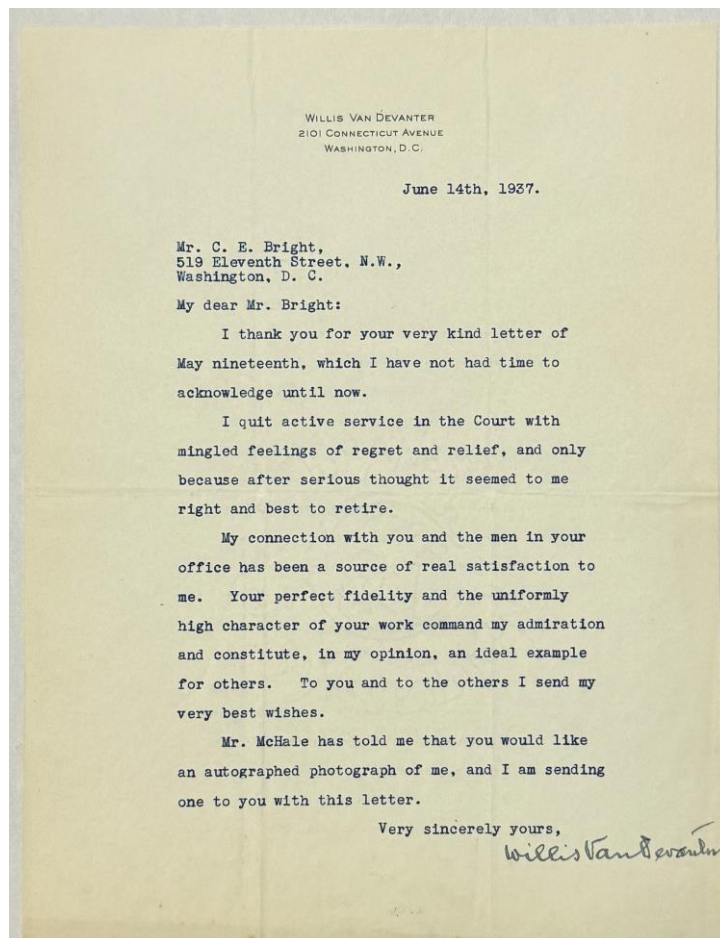 WILLIS VAN DEVANTER
2101 CONNECTICUT AVENUE
WASHINGTON, D.C.
June 14th, 1937.
Mr. C. E. Bright,
519 Eleventh Street, N.W.,
Washington, D. C.
My dear Mr. Bright:
I thank you for your very kind letter of
May nineteenth, which I have not had time to
acknowledge until now.
I quit active service in the Court with
mingled feelings of regret and relief, and only
because after serious thought it seemed to me
right and best to retire.
My connection with you and the men in your
office has been a source of real satisfaction to
me. Your perfect fidelity and the uniformly
high character of your work command my admiration
and constitute, in my opinion, an ideal example
for others. To you and to the others I send my
very best wishes.
Mr. McHale has told me that you would like
an autographed photograph of me, and I am sending
one to you with this letter.
Very sincerely yours,
Willis Van Devanter